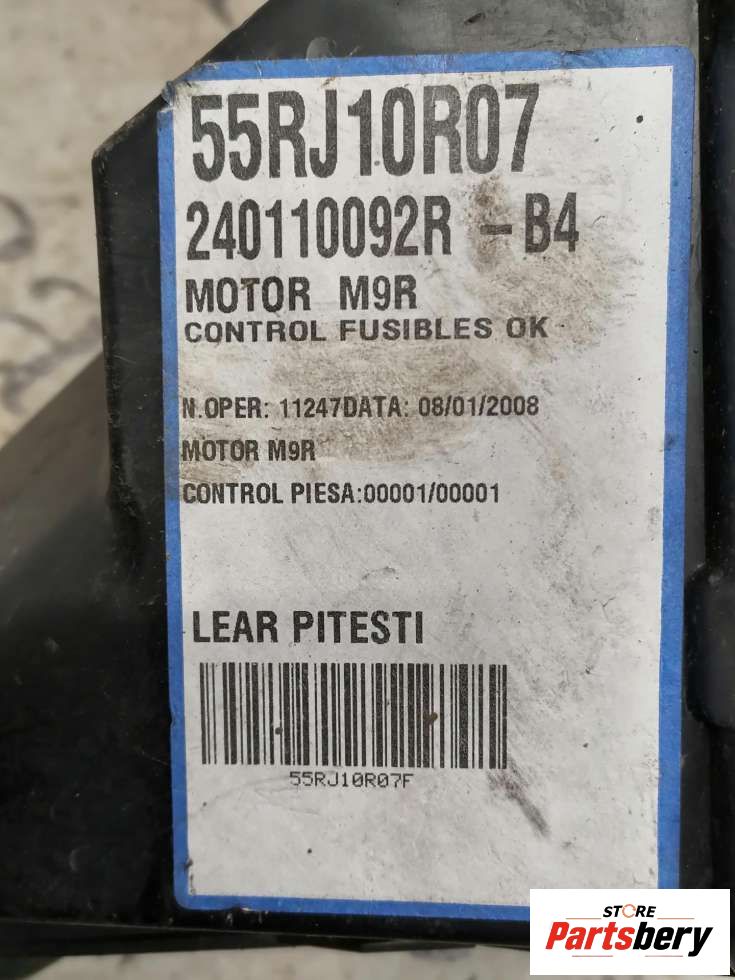 55RJ10R07
240110092R -B4
MOTOR M9R
CONTROL FUSIBLES OK
N.OPER: 11247DATA: 08/01/2008
MOTOR M9R
CONTROL PIESA:00001/00001
LEAR PITESTI
55RJ10R07F
STORE
Partsbery